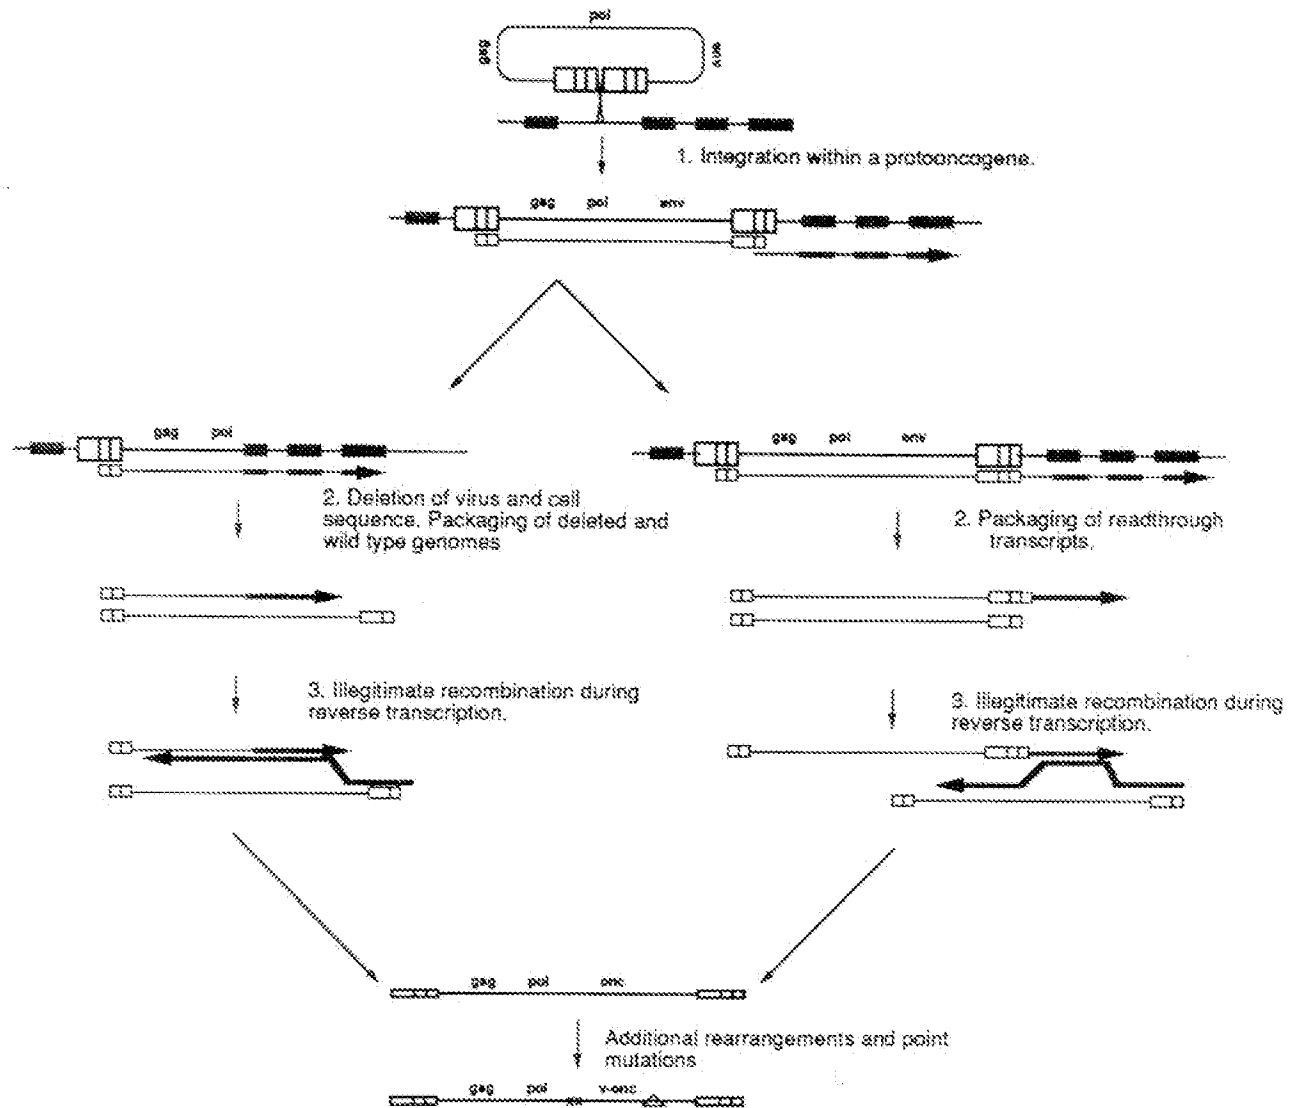 pol
gag
env
1. Integration within a protooncogene.
gag pol env
gag pol
gag pol env
2. Deletion of virus and cell
sequence. Packaging of deleted and
wild type genomes
2. Packaging of readthrough
transcripts.
3. Illegitimate recombination during
reverse transcription.
3. Illegitimate recombination during
reverse transcription.
gag pol onc
Additional rearrangements and point
mutations
gag pol v-onc